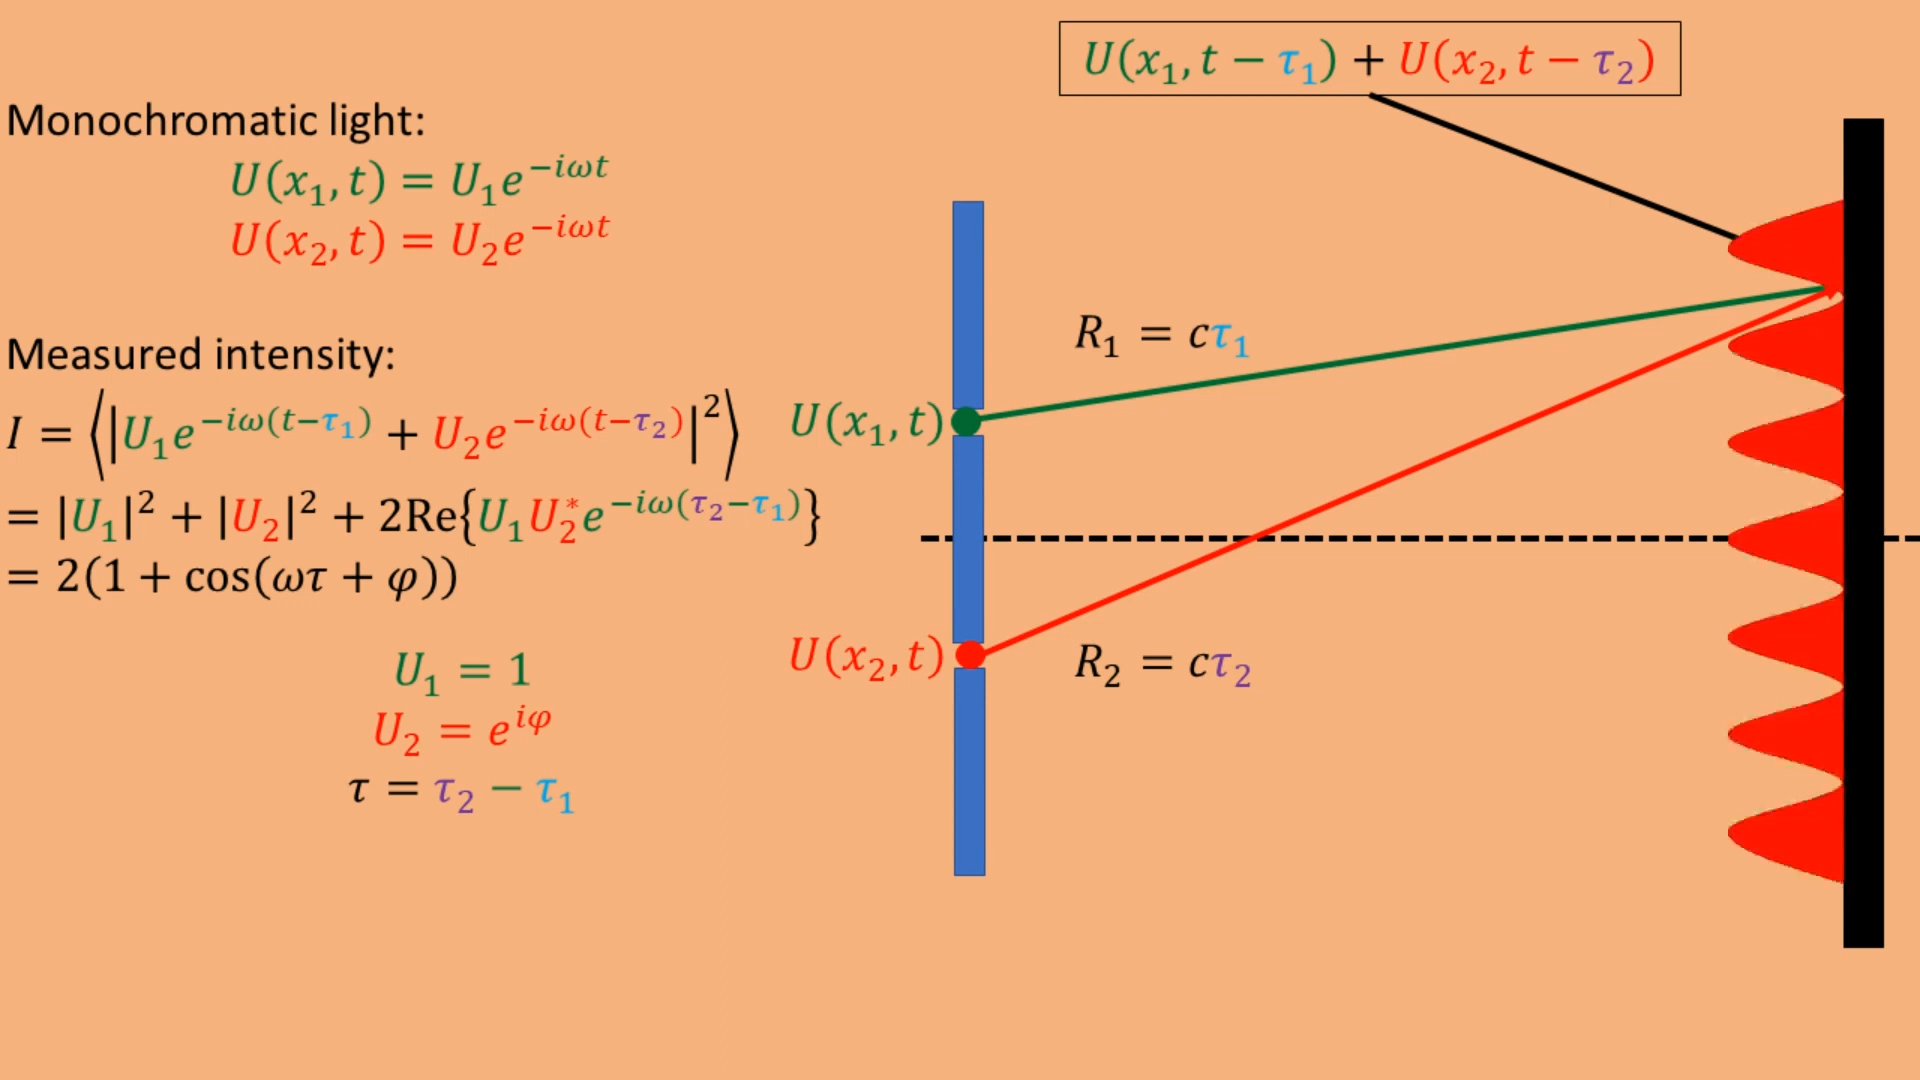 U(x₁, t − τ₁) + U(x₂, t − τ₂)
Monochromatic light:
U(x₁, t) = U₁e^{−iωt}
U(x₂, t) = U₂e^{−iωt}
Measured intensity:
I = ⟨|U₁e^{−iω(t−τ₁)} + U₂e^{−iω(t−τ₂)}|²⟩
= |U₁|² + |U₂|² + 2Re{U₁U₂*e^{−iω(τ₂−τ₁)}}
= 2(1 + cos(ωτ + φ))
U₁ = 1
U₂ = e^{iφ}
τ = τ₂ − τ₁
R₁ = cτ₁
U(x₁, t)
U(x₂, t)
R₂ = cτ₂